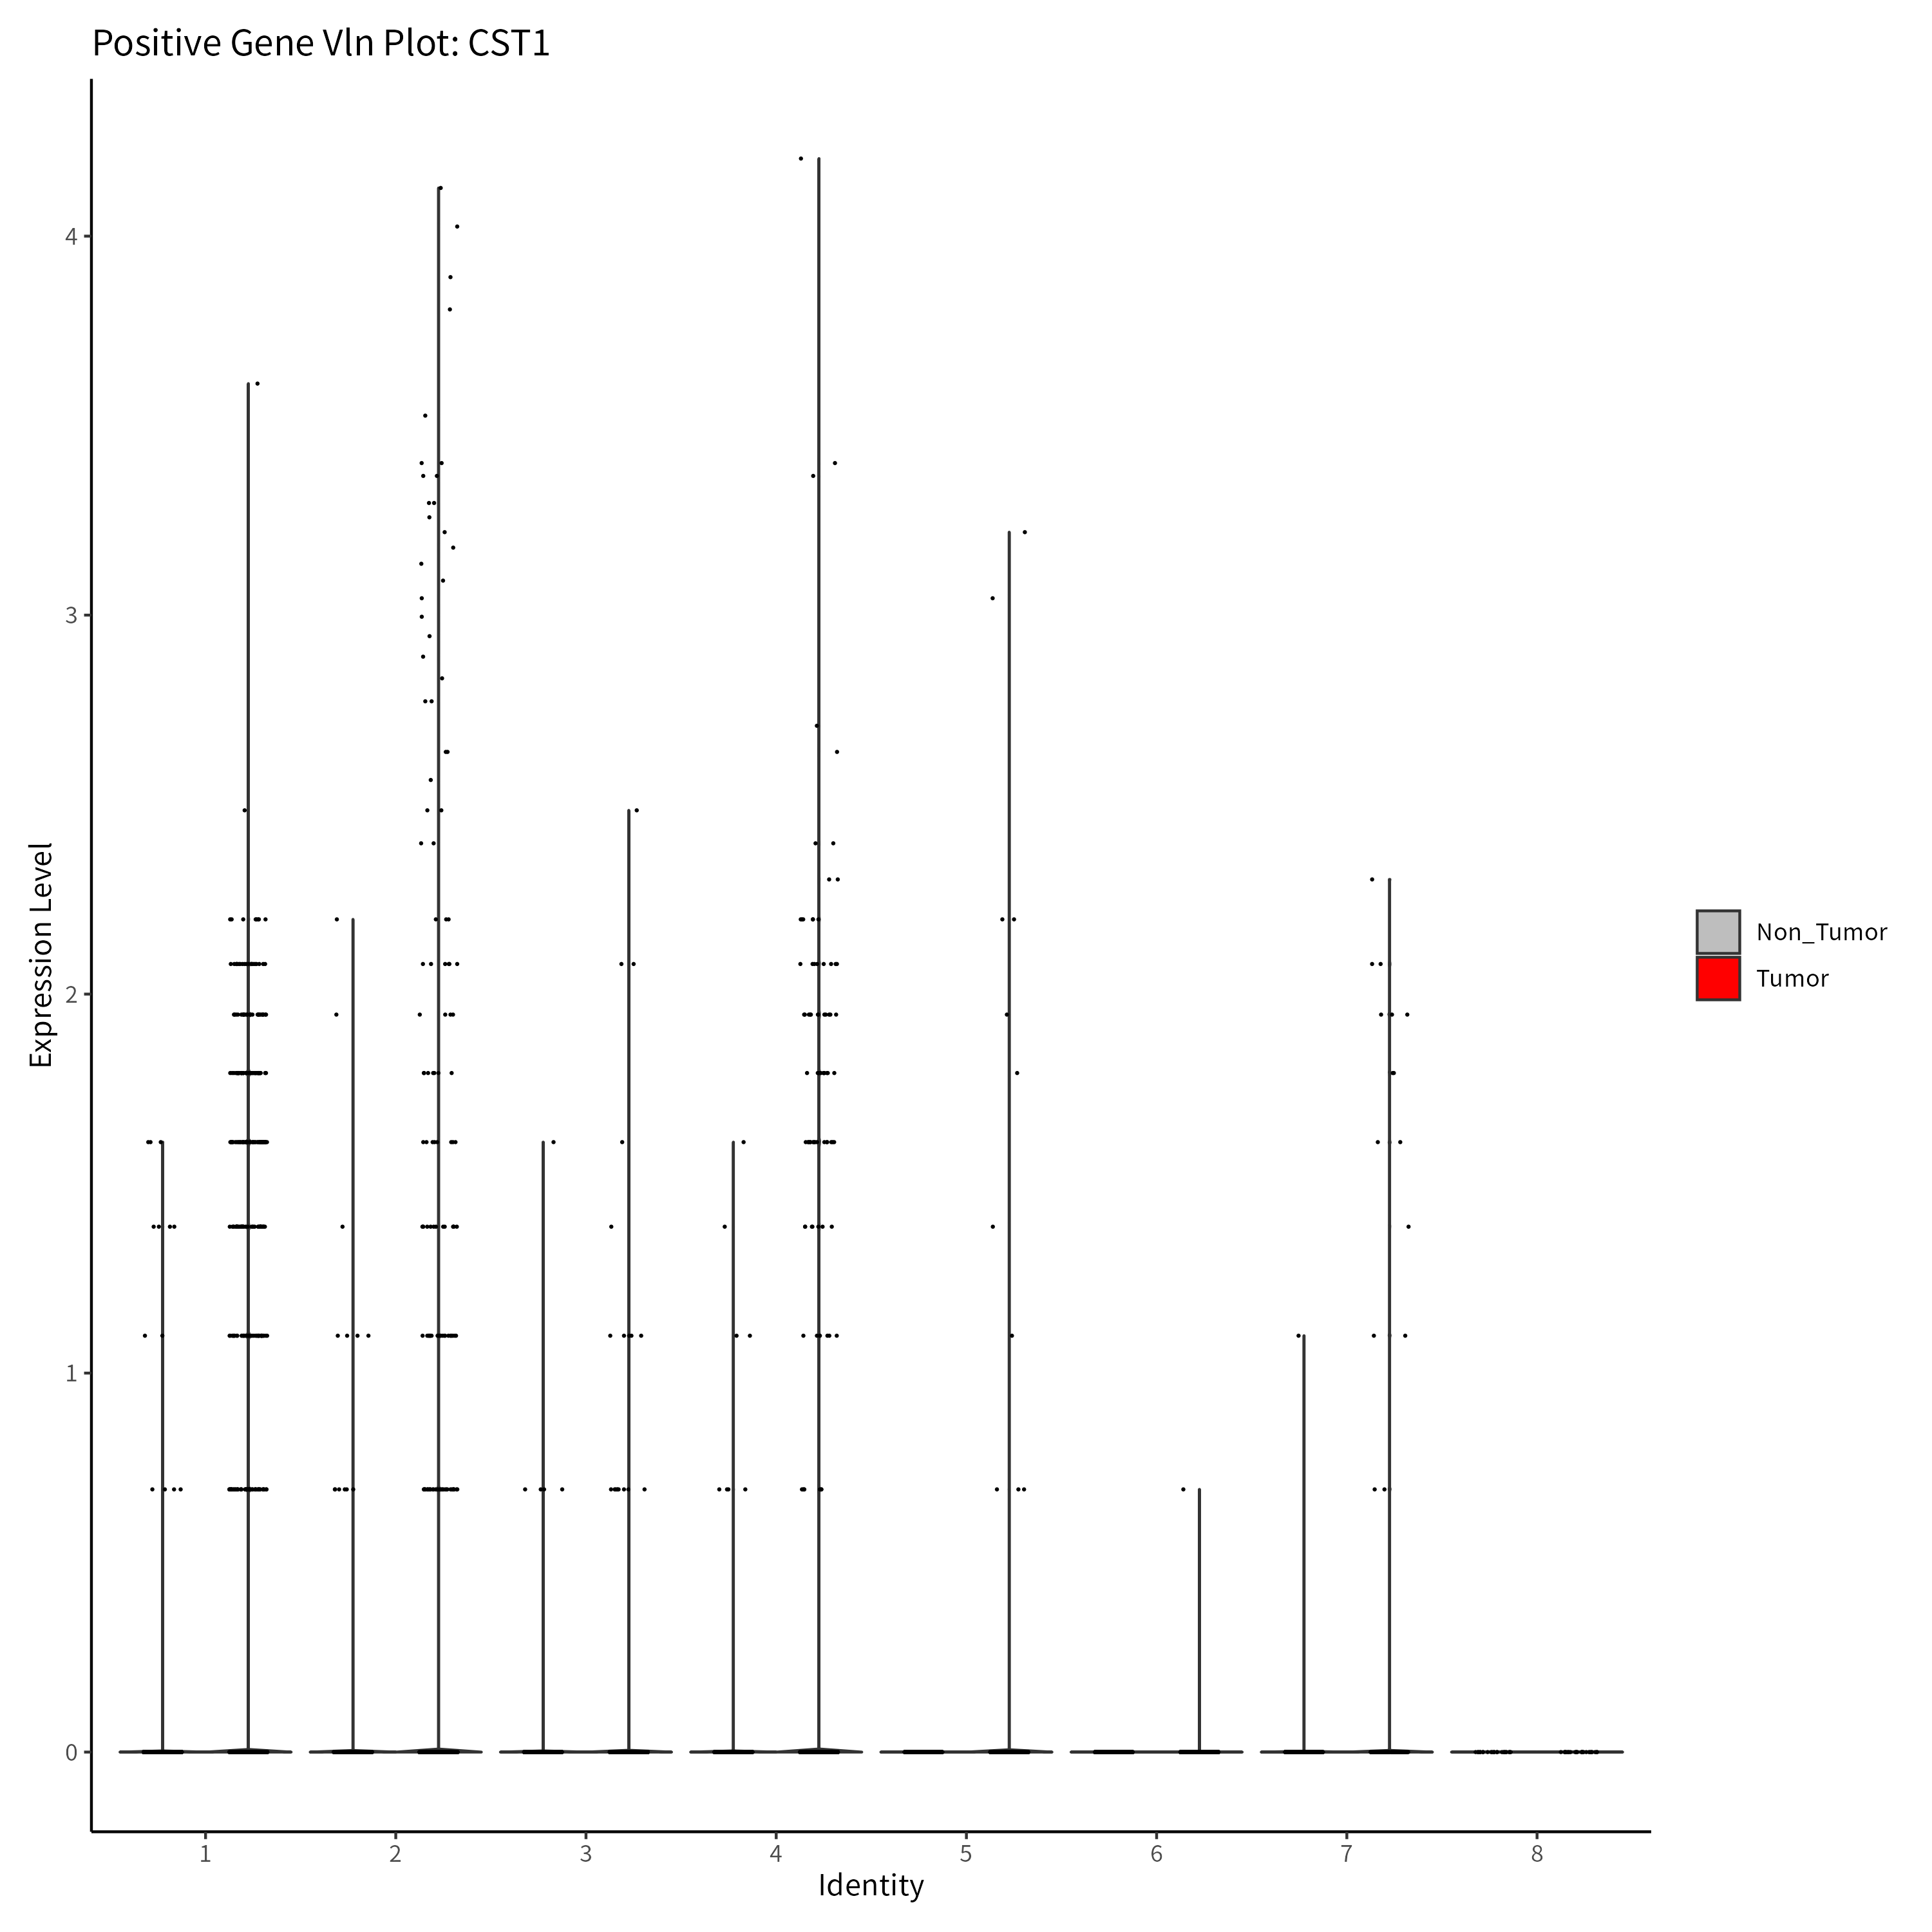 Positive Gene Vln Plot: CST1
Expression Level
4
3
2
1
0
1 2 3 4 5 6 7 8
Identity
Non_Tumor
Tumor